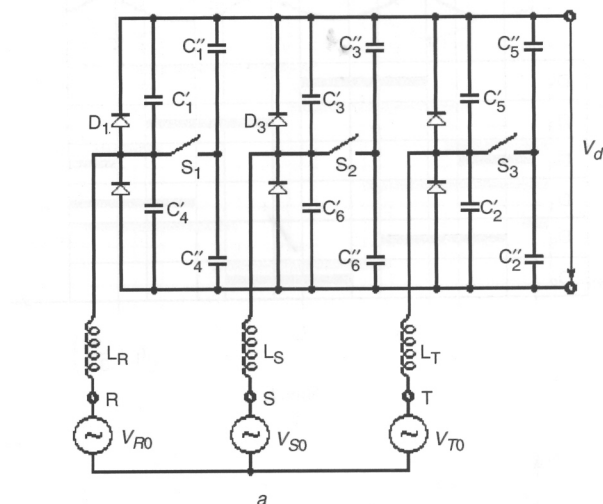 C″1 C″3 C″5
D1 C′1 D3 C′3 C′5
S1 S2 S3 Vd
C′4 C′6 C′2
C″4 C″6 C″2
LR LS LT
R S T
VR0 VS0 VT0
a